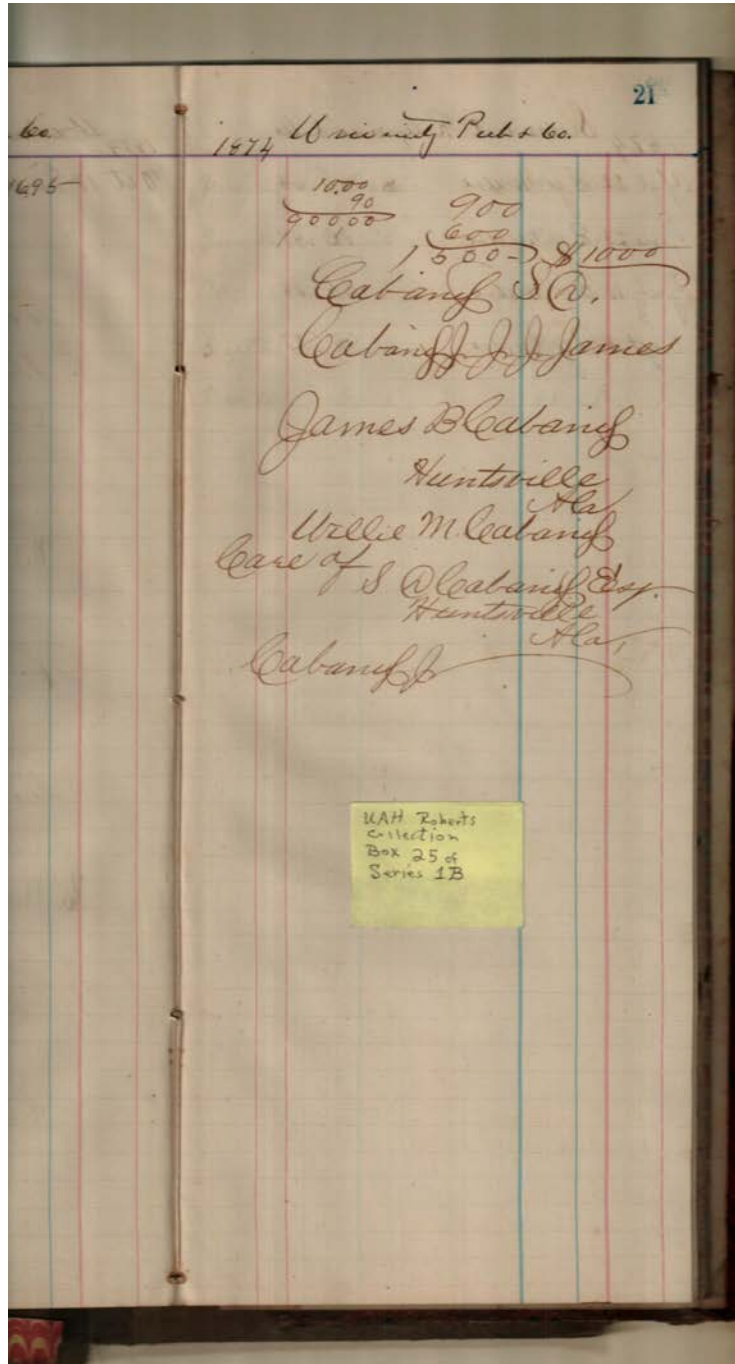 21
Co.
1874 University Pub & Co.
1695
10.00
90
900,00
900
600
1500- $1000
Cabaniss S D.
Cabaniss J. J. J. James
James B Cabaniss
Huntsville
Ala,
Willie M. Cabaniss
Care of
S D Cabaniss Esq.
Huntsville
Ala,
Cabaniss J
UAH Roberts
Collection
Box 25 of
Series 1B